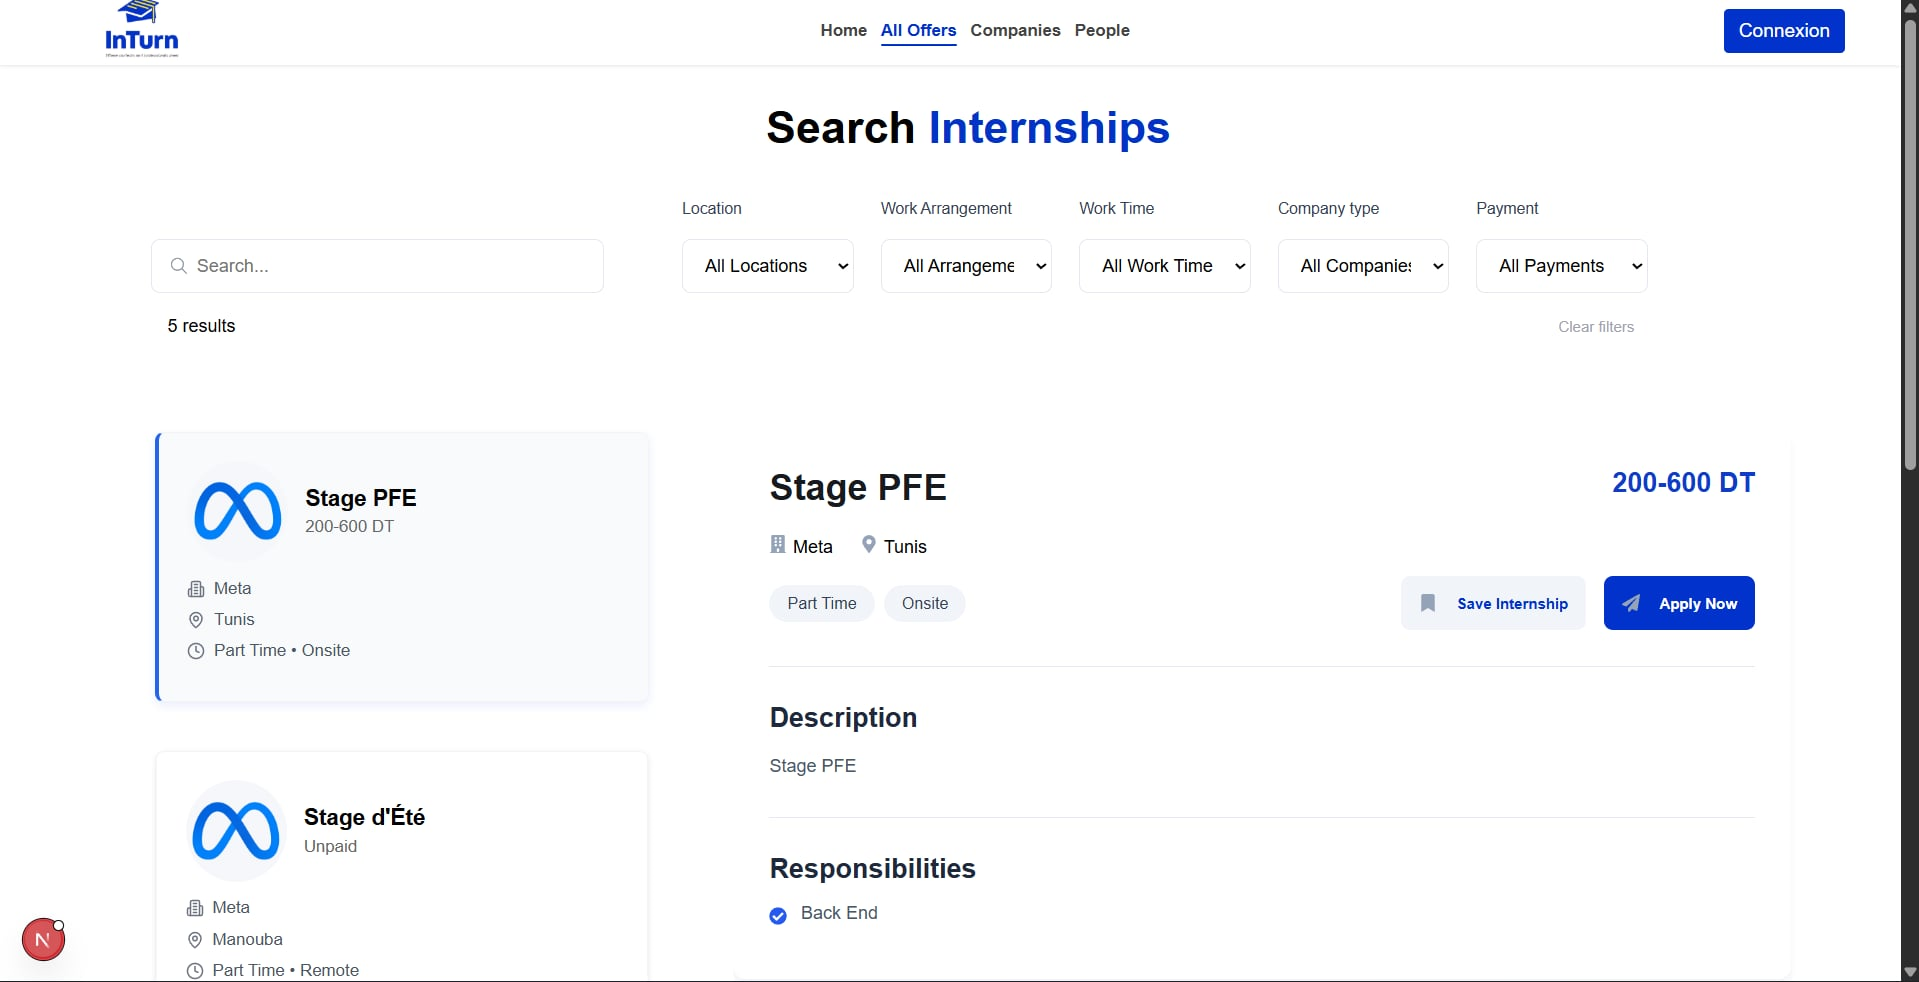 InTurn
Home All Offers Companies People
Connexion
Search Internships
Location Work Arrangement Work Time Company type Payment
Search... All Locations All Arrangeme All Work Time All Companies All Payments
5 results
Clear filters
Stage PFE
200-600 DT
Meta
Tunis
Part Time • Onsite
Stage d'Été
Unpaid
Meta
Manouba
Part Time • Remote
Stage PFE
200-600 DT
Meta Tunis
Part Time Onsite
Save Internship Apply Now
Description
Stage PFE
Responsibilities
Back End
N